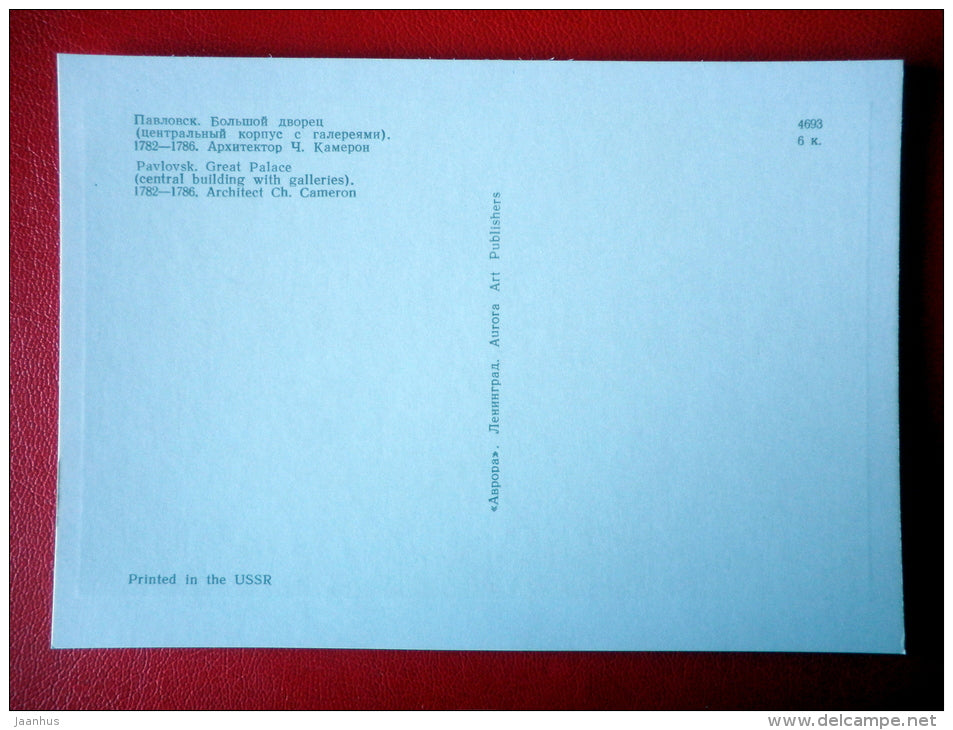 Павловск. Большой дворец
(центральный корпус с галереями).
1782—1786. Архитектор Ч. Камерон
Pavlovsk. Great Palace
(central building with galleries).
1782—1786. Architect Ch. Cameron
4693
6 к.
«Аврора». Ленинград. Aurora Art Publishers
Printed in the USSR
jaanhus
www.delcampe.net